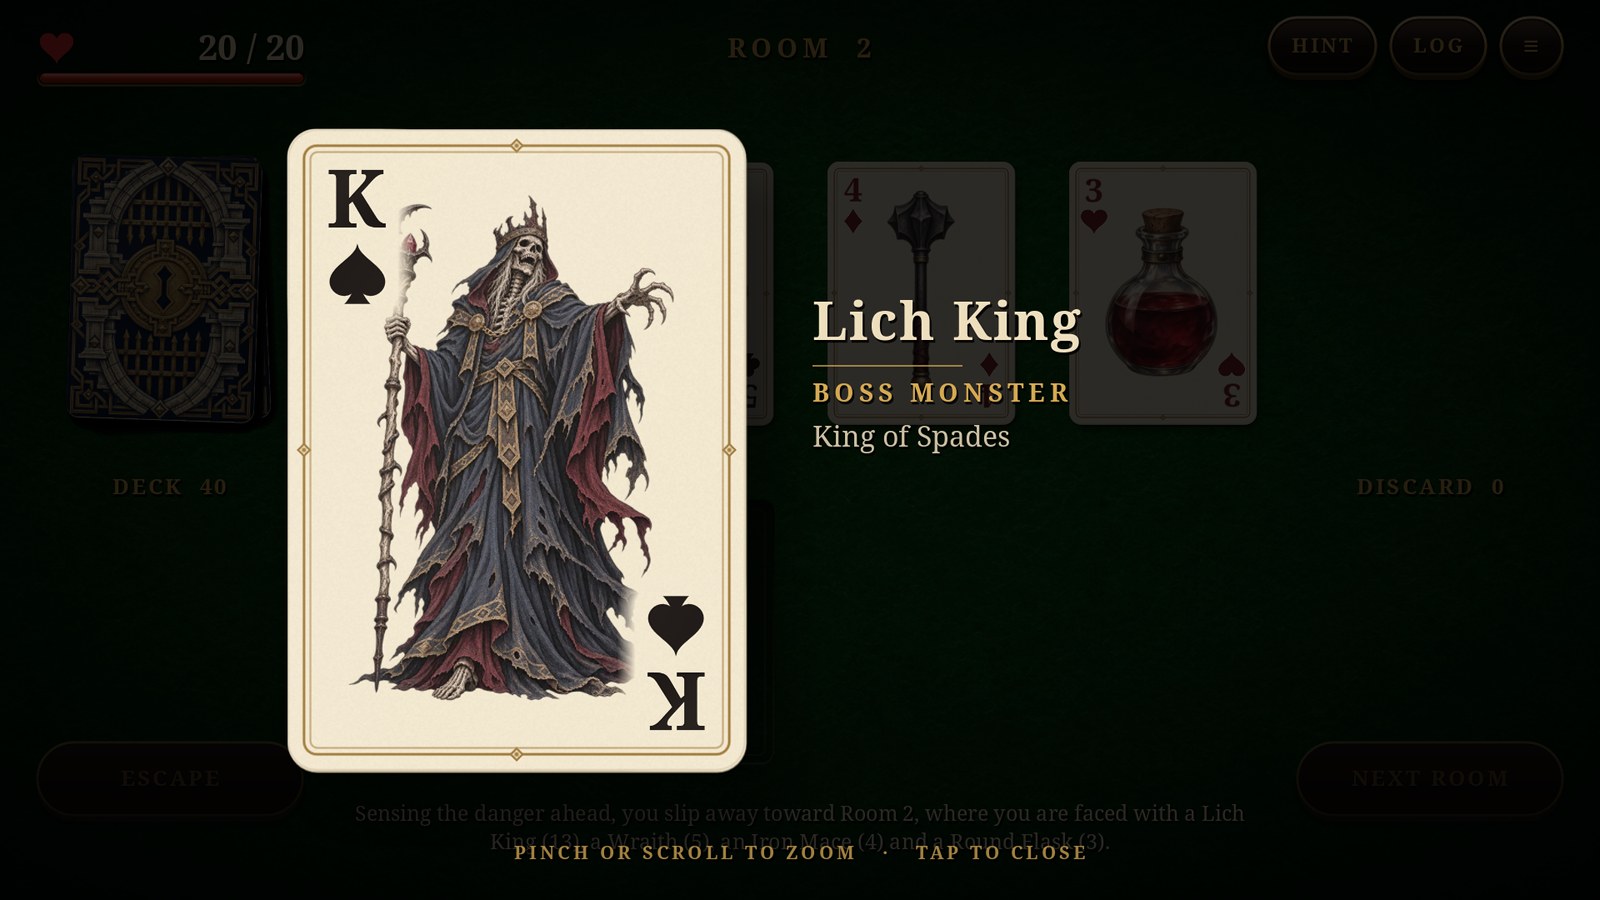 20 / 20
ROOM 2
HINT
LOG
K
4
3
Lich King
BOSS MONSTER
King of Spades
5
4
3
DECK 40
DISCARD 0
K
ESCAPE
NEXT ROOM
Sensing the danger ahead, you slip away toward Room 2, where you are faced with a Lich
King (13), a Wraith (5), an Iron Mace (4) and a Round Flask (3).
PINCH OR SCROLL TO ZOOM · TAP TO CLOSE